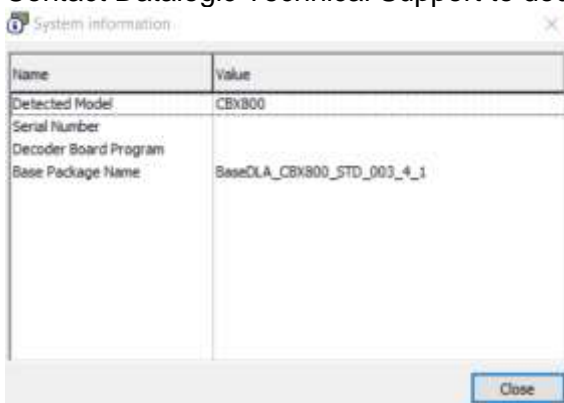 Contact Datalogic Technical Support to
System information
Name Value
Detected Model CBX800
Serial Number
Decoder Board Program
Base Package Name BaseDLA_CBX800_STD_003_4_1
Close